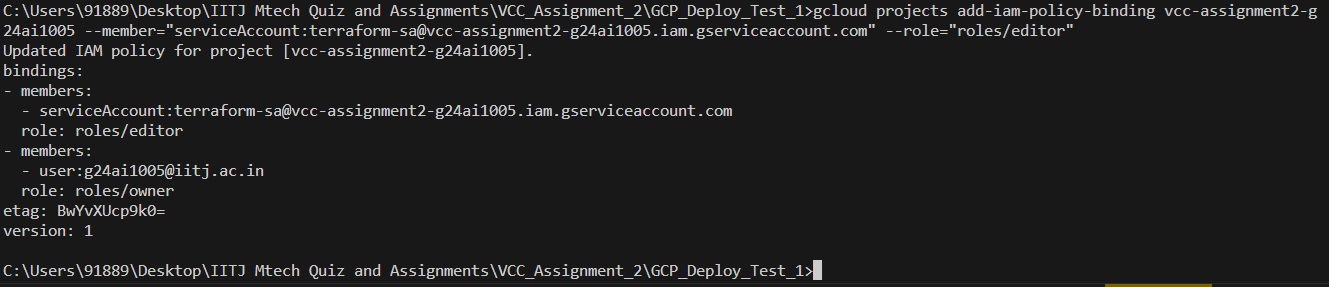 C:\Users\91889\Desktop\IITJ Mtech Quiz and Assignments\VCC_Assignment_2\GCP_Deploy_Test_1>gcloud projects add-iam-policy-binding vcc-assignment2-g
24ai1005 --member="serviceAccount:terraform-sa@vcc-assignment2-g24ai1005.iam.gserviceaccount.com" --role="roles/editor"
Updated IAM policy for project [vcc-assignment2-g24ai1005].
bindings:
- members:
  - serviceAccount:terraform-sa@vcc-assignment2-g24ai1005.iam.gserviceaccount.com
  role: roles/editor
- members:
  - user:g24ai1005@iitj.ac.in
  role: roles/owner
etag: BwYvXUcp9k0=
version: 1
C:\Users\91889\Desktop\IITJ Mtech Quiz and Assignments\VCC_Assignment_2\GCP_Deploy_Test_1>